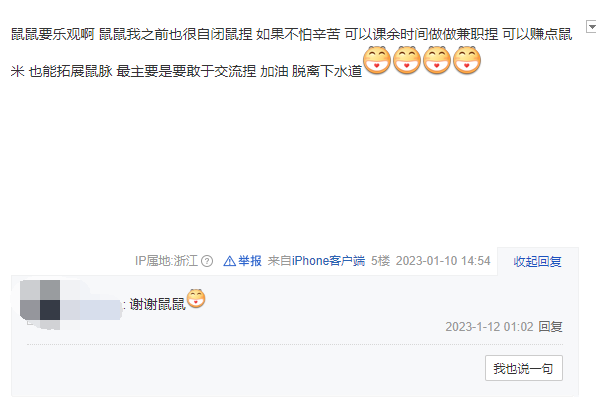 鼠鼠要乐观啊 鼠鼠我之前也很自闭鼠捏 如果不怕辛苦 可以课余时间做做兼职捏 可以赚点鼠
米 也能拓展鼠脉 最主要是要敢于交流捏 加油 脱离下水道
IP属地:浙江 举报 来自iPhone客户端 5楼 2023-01-10 14:54 收起回复
: 谢谢鼠鼠
2023-1-12 01:02 回复
我也说一句